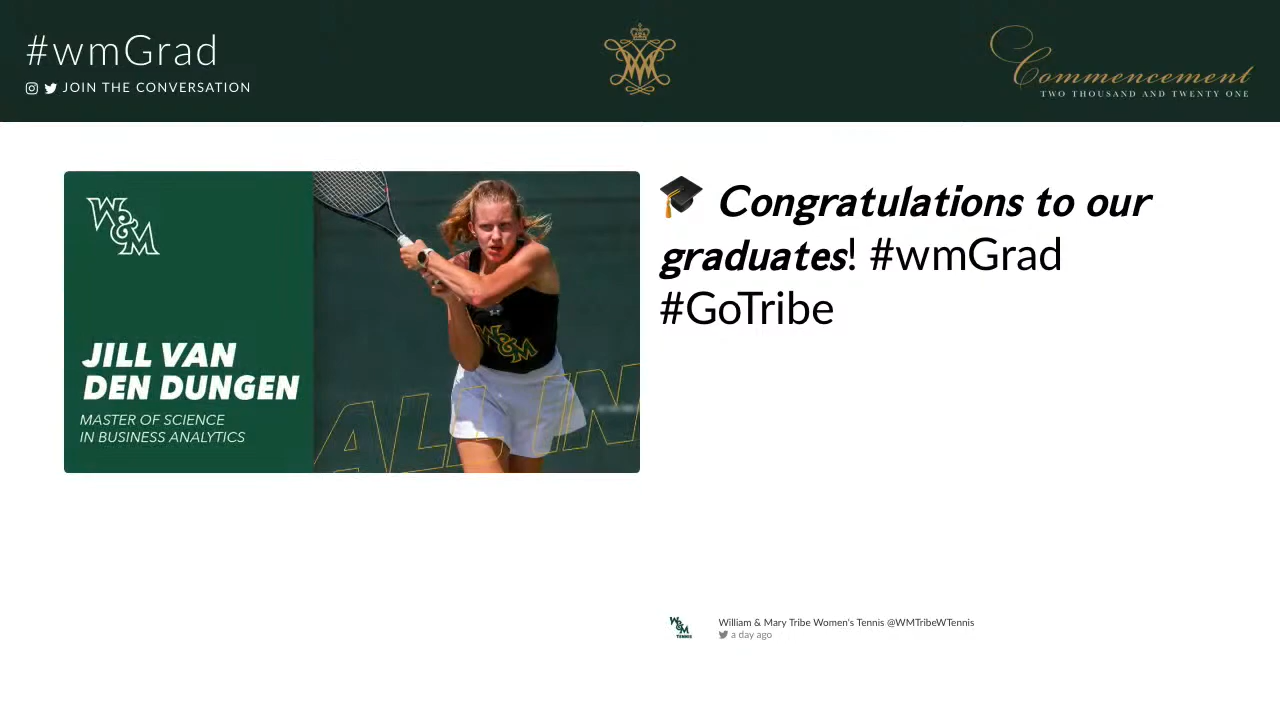 #wmGrad
JOIN THE CONVERSATION
Commencement
TWO THOUSAND AND TWENTY ONE
W&M
JILL VAN
DEN DUNGEN
MASTER OF SCIENCE
IN BUSINESS ANALYTICS
W&M
ALL IN
🎓 Congratulations to our
graduates! #wmGrad
#GoTribe
W&M
TENNIS
William & Mary Tribe Women's Tennis @WMTribeWTennis
a day ago